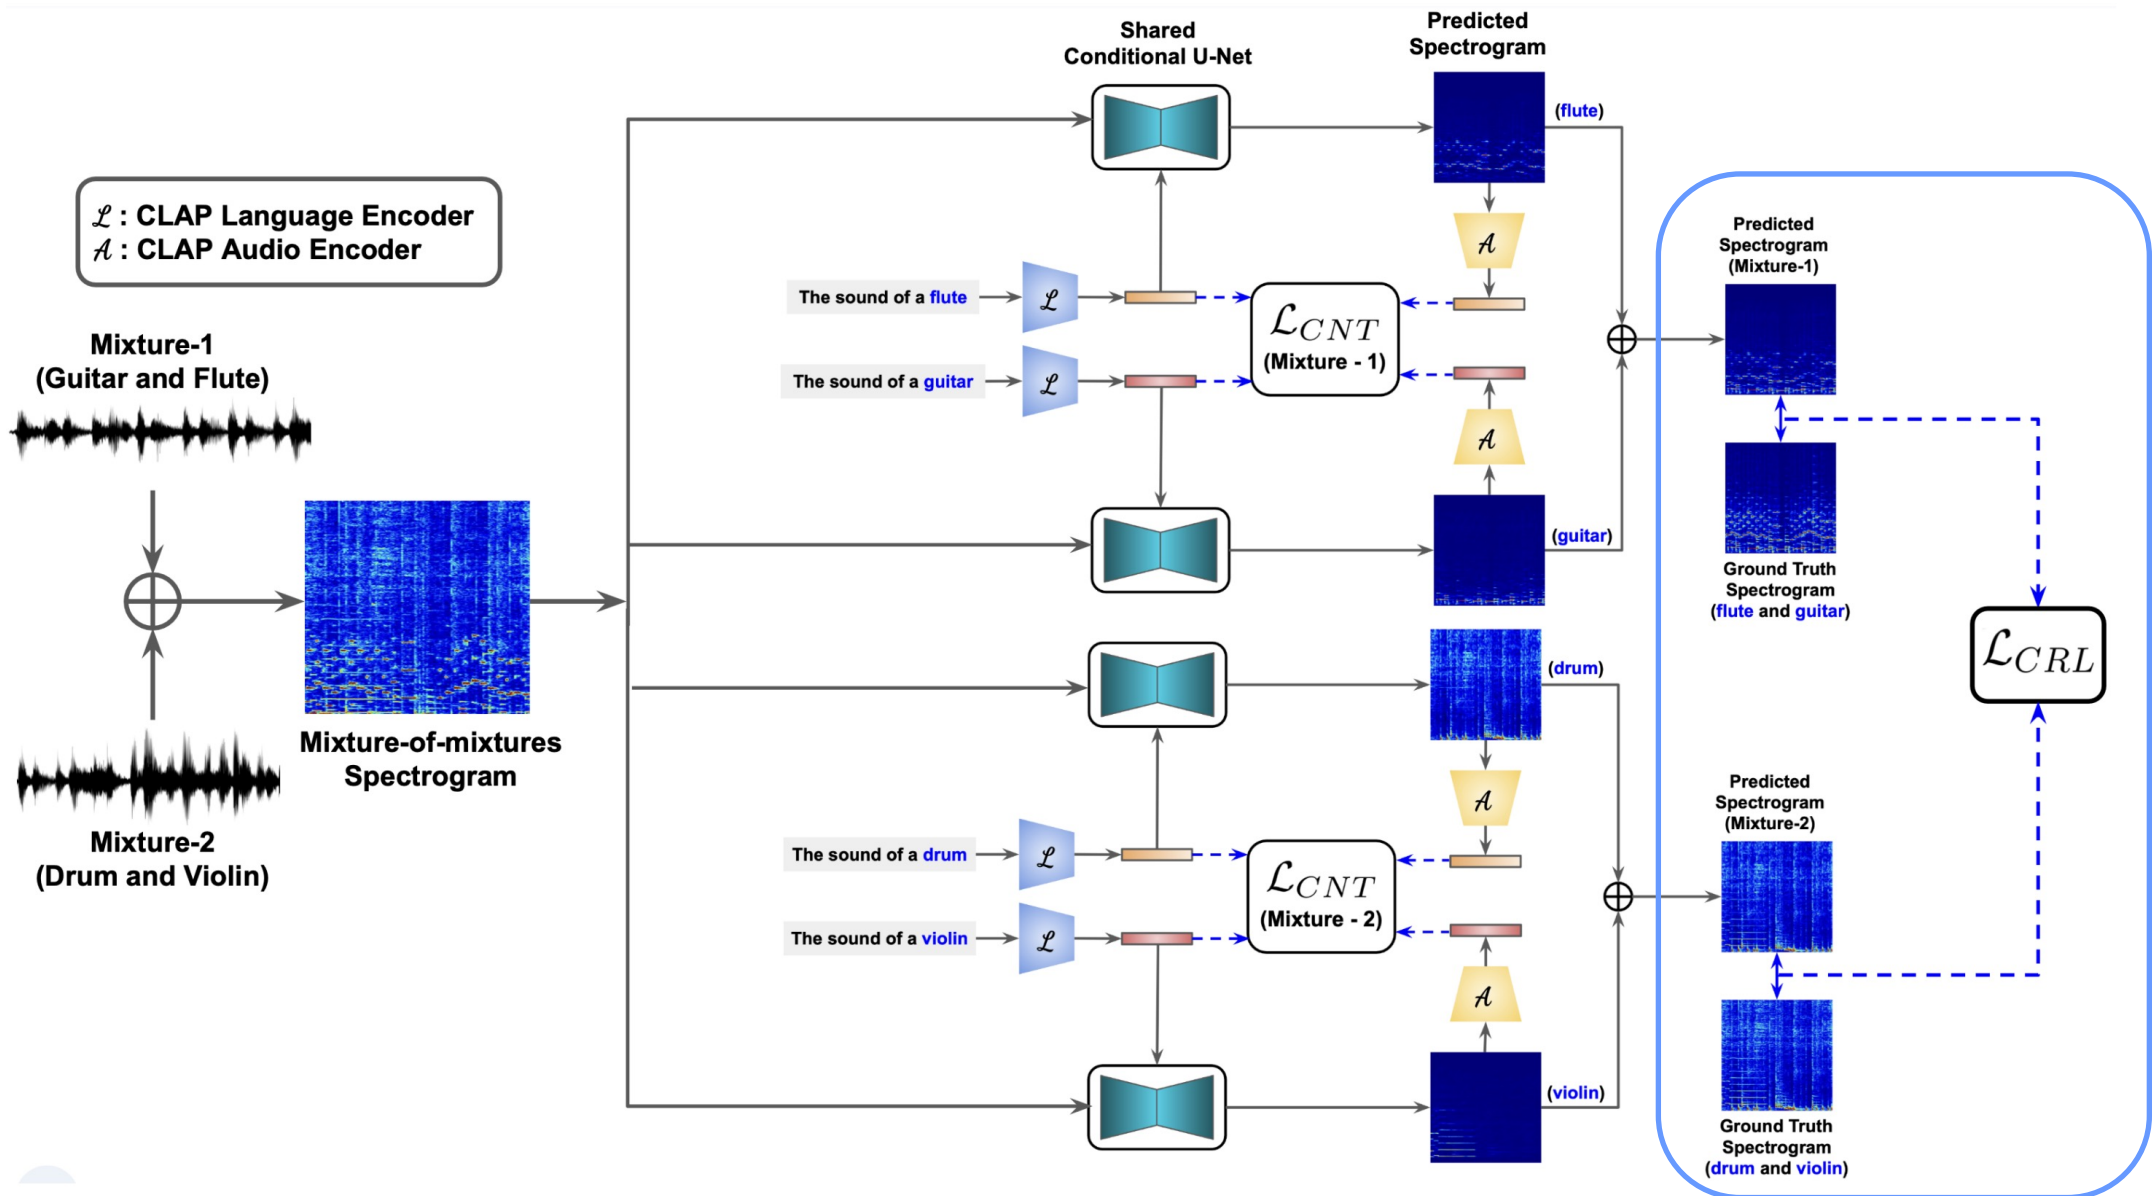 Shared
Conditional U-Net
Predicted
Spectrogram
(flute)
ℒ : CLAP Language Encoder
𝒜 : CLAP Audio Encoder
Predicted
Spectrogram
(Mixture-1)
𝒜
The sound of a flute
ℒ
ℒ_CNT
(Mixture - 1)
The sound of a guitar
ℒ
𝒜
Mixture-1
(Guitar and Flute)
(guitar)
Ground Truth
Spectrogram
(flute and guitar)
ℒ_CRL
Mixture-of-mixtures
Spectrogram
(drum)
Mixture-2
(Drum and Violin)
𝒜
The sound of a drum
ℒ
ℒ_CNT
(Mixture - 2)
The sound of a violin
ℒ
𝒜
Predicted
Spectrogram
(Mixture-2)
(violin)
Ground Truth
Spectrogram
(drum and violin)